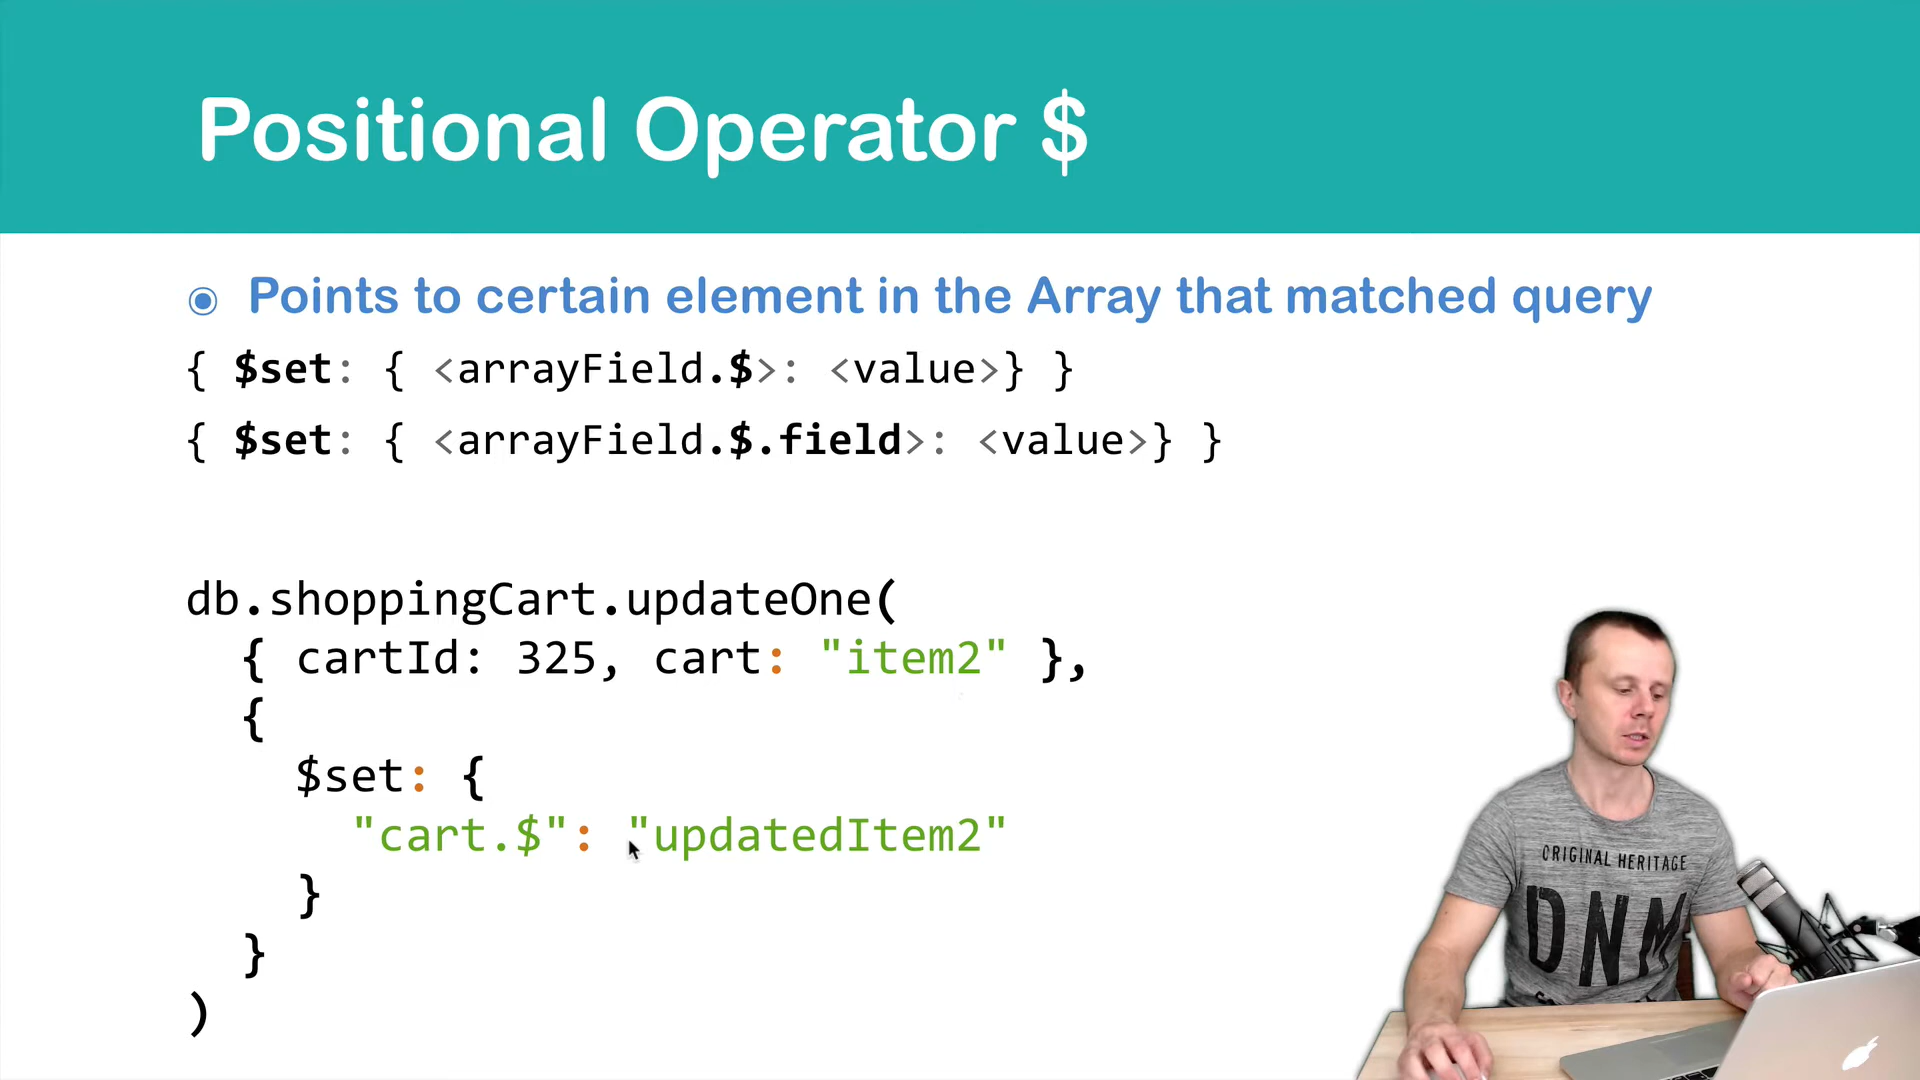 Positional Operator $
Points to certain element in the Array that matched query
{ $set: { <arrayField.$>: <value>} }
{ $set: { <arrayField.$.field>: <value>} }
db.shoppingCart.updateOne(
{ cartId: 325, cart: "item2" },
{
$set: {
"cart.$": "updatedItem2"
}
}
)
ORIGINAL HERITAGE
DNM